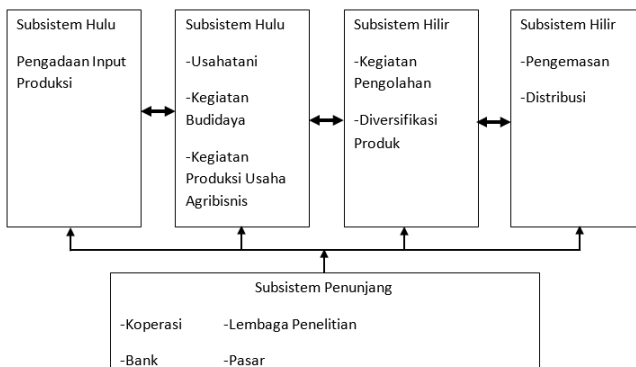 Subsistem Hulu
Pengadaan Input
Produksi
Subsistem Hulu
-Usahatani
-Kegiatan
Budidaya
-Kegiatan
Produksi Usaha
Agribisnis
Subsistem Hilir
-Kegiatan
Pengolahan
-Diversifikasi
Produk
Subsistem Hilir
-Pengemasan
-Distribusi
Subsistem Penunjang
-Koperasi -Lembaga Penelitian
-Bank -Pasar